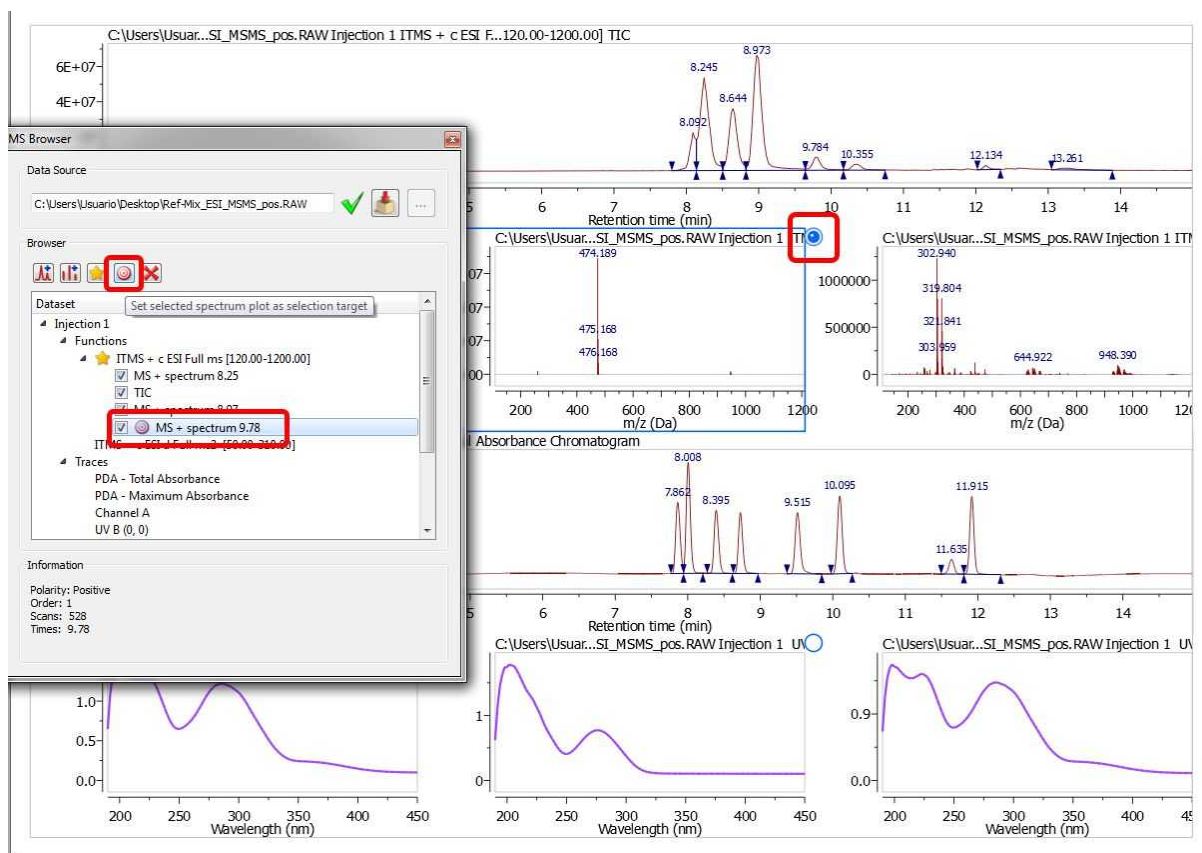 C:\Users\Usuar...SI_MSMS_pos.RAW Injection 1 ITMS + c ESI F...120.00-1200.00] TIC
6E+07
4E+07
8.092
8.245
8.644
8.973
9.784
10.355
12.134
13.261
5 6 7 8 9 10 11 12 13 14
Retention time (min)
MS Browser
Data Source
C:\Users\Usuario\Desktop\Ref-Mix_ESI_MSMS_pos.RAW
...
Browser
Set selected spectrum plot as selection target
Dataset
Injection 1
Functions
ITMS + c ESI Full ms [120.00-1200.00]
MS + spectrum 8.25
TIC
MS + spectrum 8.97
MS + spectrum 9.78
Traces
PDA - Total Absorbance
PDA - Maximum Absorbance
Channel A
UV B (0, 0)
Information
Polarity: Positive
Order: 1
Scans: 528
Times: 9.78
C:\Users\Usuar...SI_MSMS_pos.RAW Injection 1 ITM
07
07
07
00
474.189
475.168
476.168
200 400 600 800 1000 1200
m/z (Da)
C:\Users\Usuar...SI_MSMS_pos.RAW Injection 1 ITM
1000000
500000
0
302.940
319.804
321.841
303.959
644.922
948.390
200 400 600 800 1000 12
m/z (Da)
l Absorbance Chromatogram
7.862
8.008
8.395
9.515
10.095
11.635
11.915
5 6 7 8 9 10 11 12 13 14
Retention time (min)
1.0
0.5
0.0
200 250 300 350 400 450
Wavelength (nm)
C:\Users\Usuar...SI_MSMS_pos.RAW Injection 1 UV
1
0
200 250 300 350 400 450
Wavelength (nm)
C:\Users\Usuar...SI_MSMS_pos.RAW Injection 1 UV
0.9
0.0
200 250 300 350 400 45
Wavelength (nm)